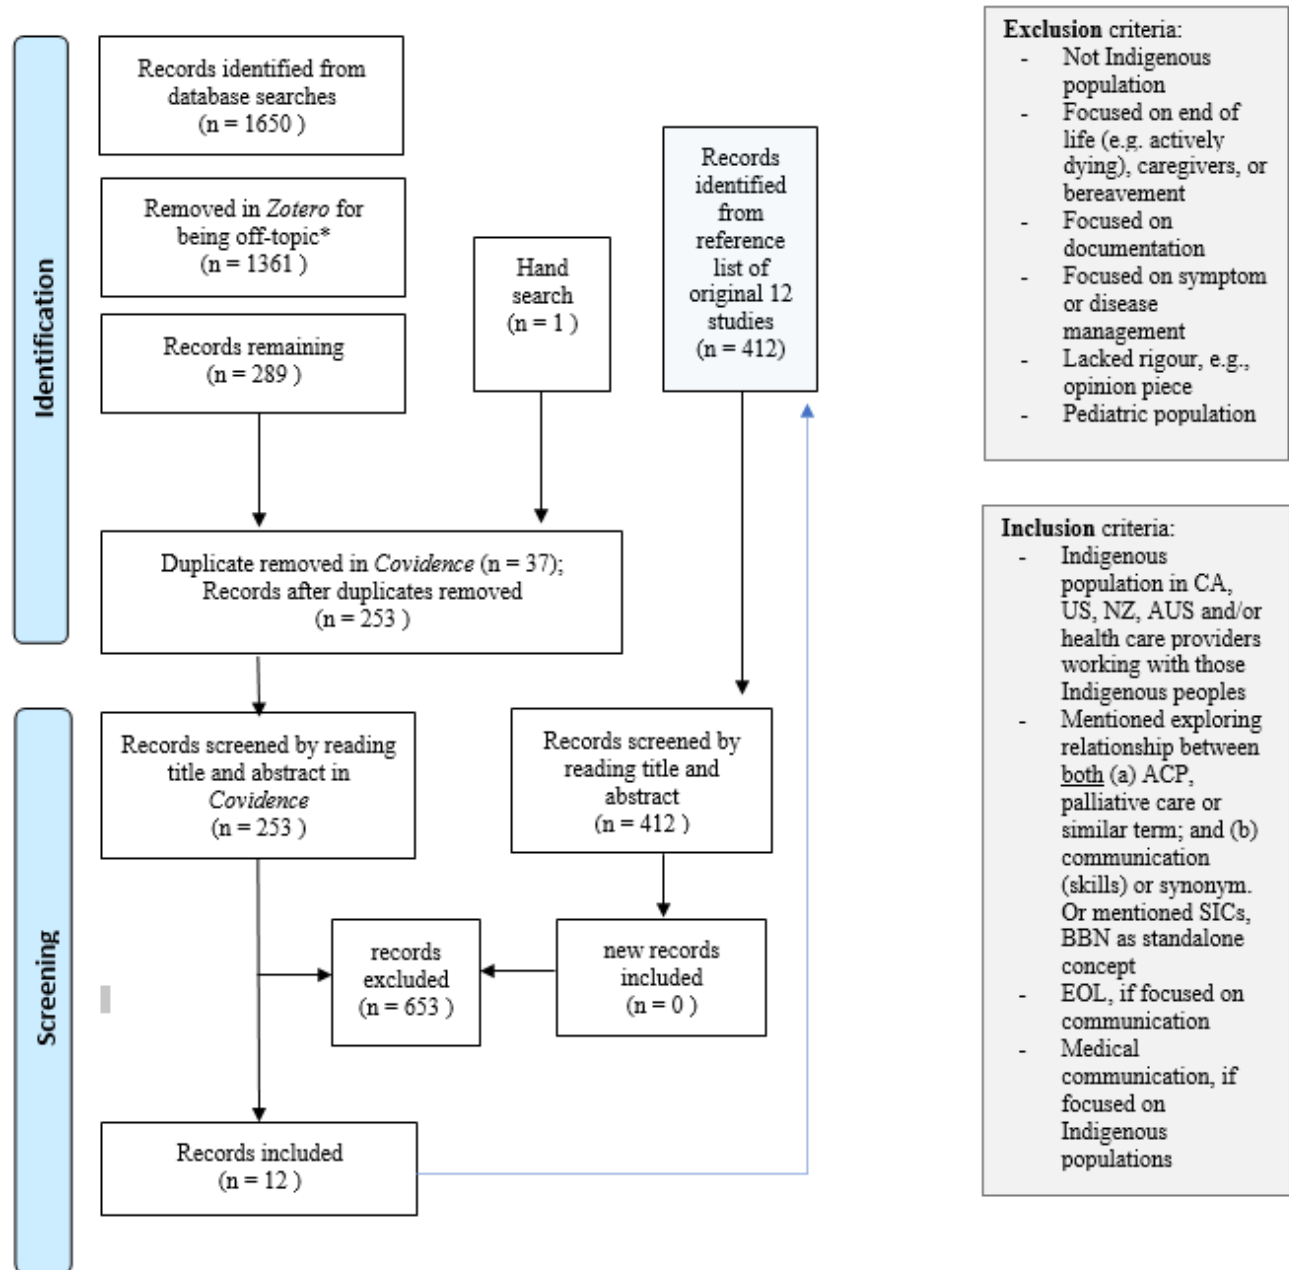 Identification
Records identified from
database searches
(n = 1650 )
Removed in Zotero for
being off-topic*
(n = 1361 )
Records remaining
(n = 289 )
Hand
search
(n = 1 )
Records
identified
from
reference
list of
original 12
studies
(n = 412)
Duplicate removed in Covidence (n = 37);
Records after duplicates removed
(n = 253 )
Screening
Records screened by reading
title and abstract in
Covidence
(n = 253 )
Records screened by
reading title and
abstract
(n = 412 )
records
excluded
(n = 653 )
new records
included
(n = 0 )
Records included
(n = 12 )
Exclusion criteria:
- Not Indigenous
population
- Focused on end of
life (e.g. actively
dying), caregivers, or
bereavement
- Focused on
documentation
- Focused on symptom
or disease
management
- Lacked rigour, e.g.,
opinion piece
- Pediatric population
Inclusion criteria:
- Indigenous
population in CA,
US, NZ, AUS and/or
health care providers
working with those
Indigenous peoples
- Mentioned exploring
relationship between
both (a) ACP,
palliative care or
similar term; and (b)
communication
(skills) or synonym.
Or mentioned SICs,
BBN as standalone
concept
- EOL, if focused on
communication
- Medical
communication, if
focused on
Indigenous
populations